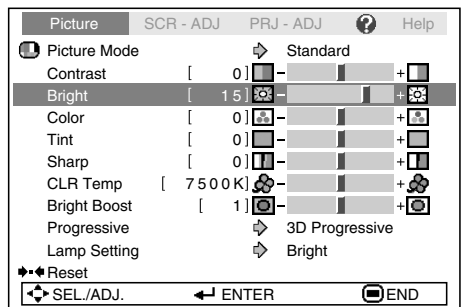 Picture SCR - ADJ PRJ - ADJ ? Help
Picture Mode Standard
Contrast [ 0] - +
Bright [ 15] - +
Color [ 0] - +
Tint [ 0] - +
Sharp [ 0] - +
CLR Temp [ 7500K] - +
Bright Boost [ 1] - +
Progressive 3D Progressive
Lamp Setting Bright
Reset
SEL./ADJ. ENTER END